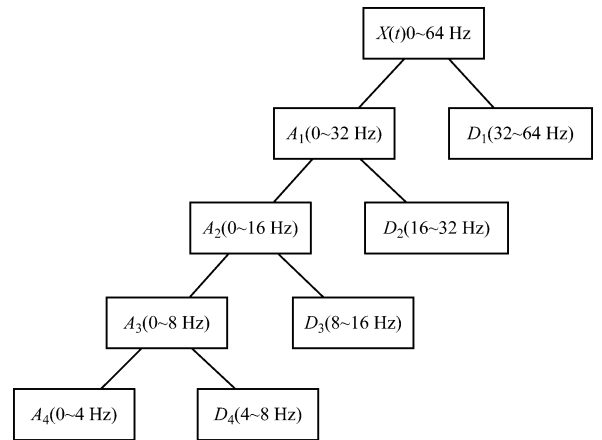 X(t)0~64 Hz
A₁(0~32 Hz)
D₁(32~64 Hz)
A₂(0~16 Hz)
D₂(16~32 Hz)
A₃(0~8 Hz)
D₃(8~16 Hz)
A₄(0~4 Hz)
D₄(4~8 Hz)